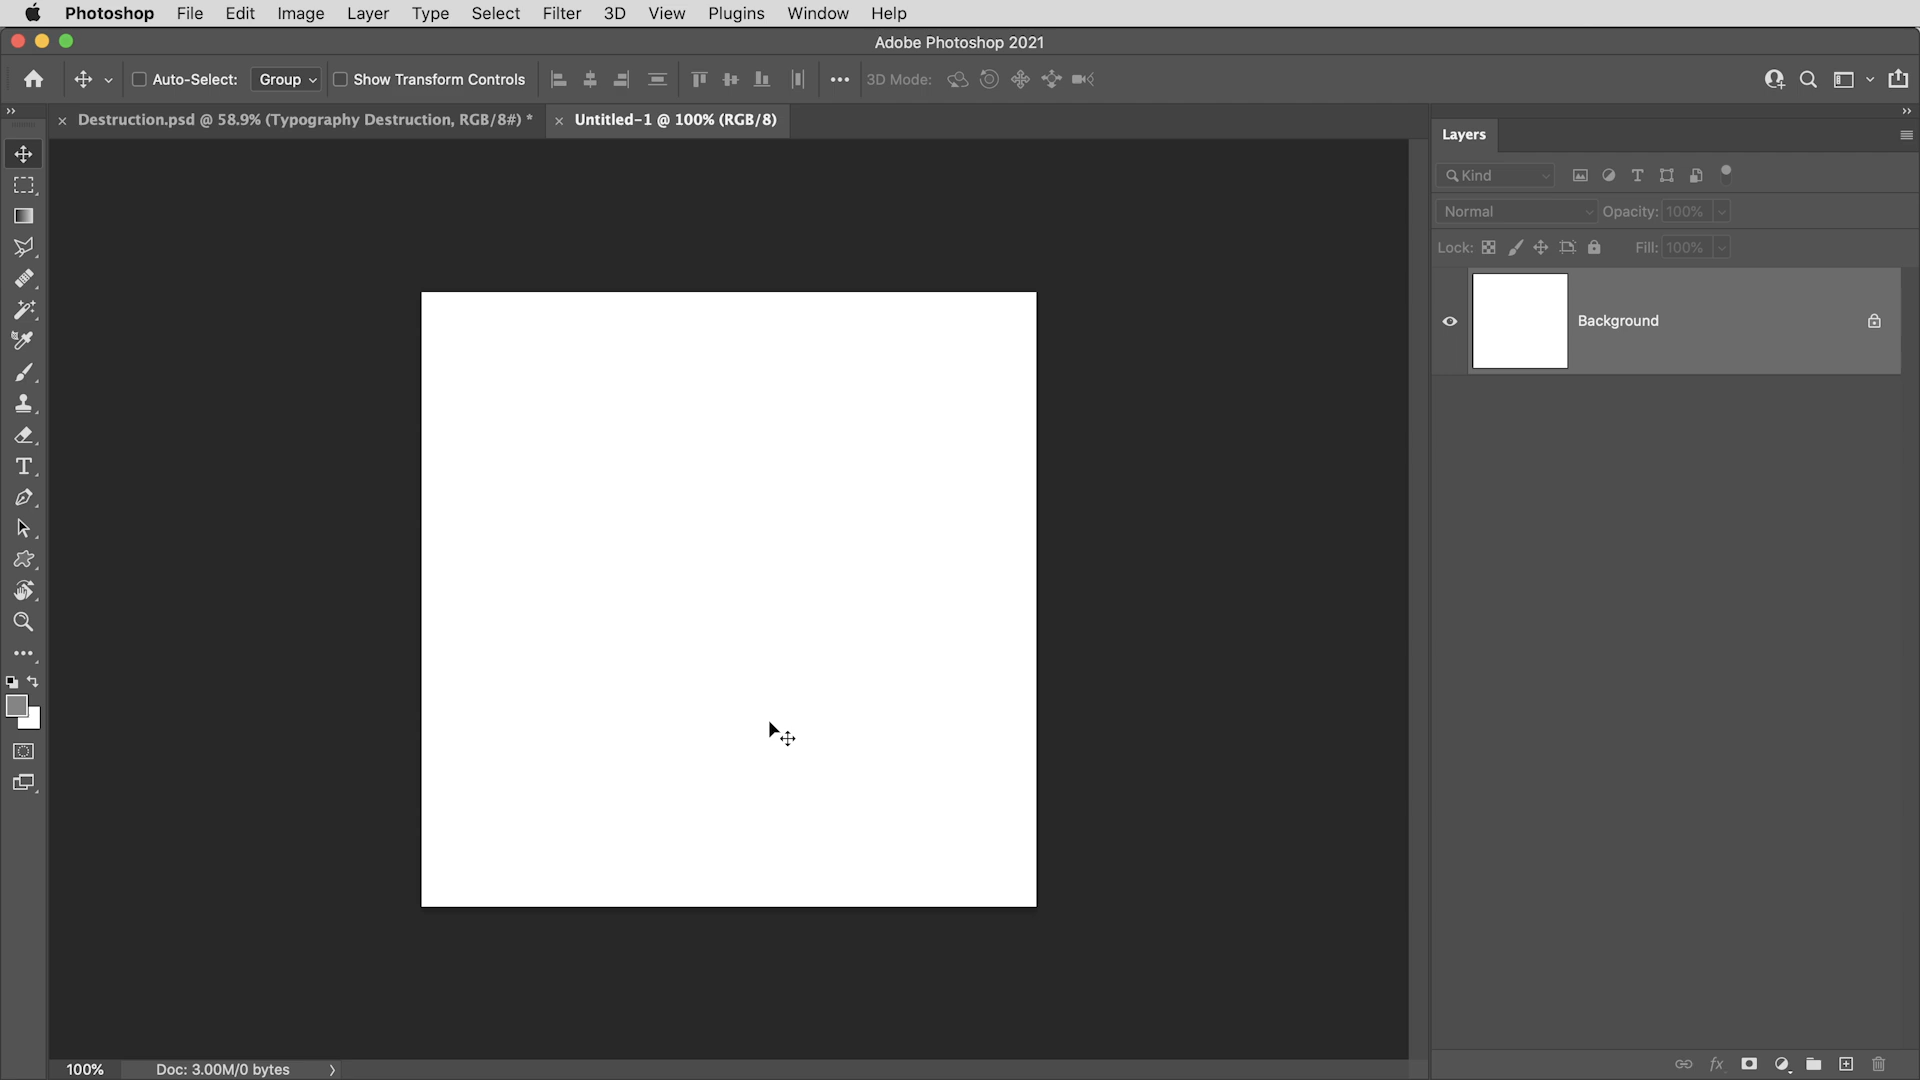 Photoshop File Edit Image Layer Type Select Filter 3D View Plugins Window Help
Adobe Photoshop 2021
Auto-Select: Group Show Transform Controls 3D Mode:
Destruction.psd @ 58.9% (Typography Destruction, RGB/8#) * Untitled-1 @ 100% (RGB/8)
Layers
Kind
Normal Opacity: 100%
Lock: Fill: 100%
Background
fx
100% Doc: 3.00M/0 bytes